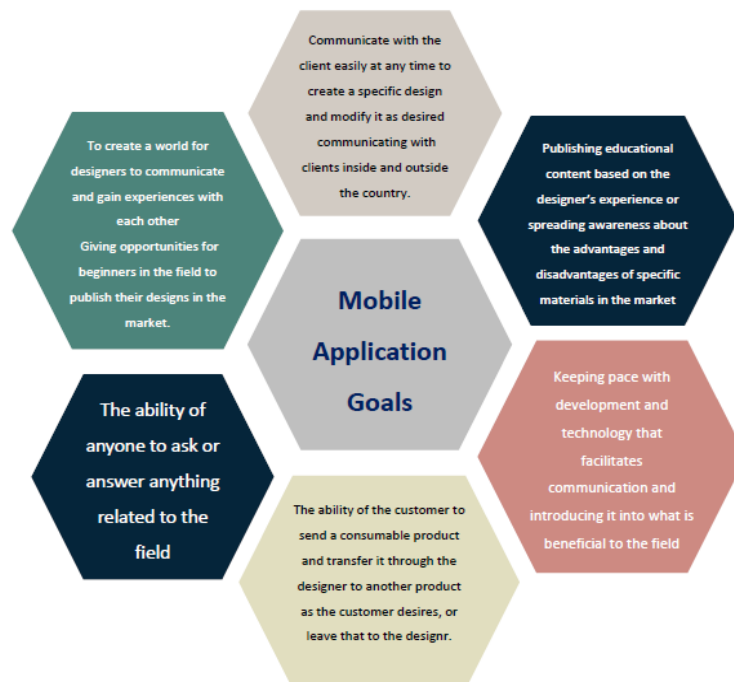 Communicate with the
client easily at any time to
create a specific design
and modify it as desired
communicating with
clients inside and outside
the country.
To create a world for
designers to communicate
and gain experiences with
each other
Giving opportunities for
beginners in the field to
publish their designs in the
market.
Publishing educational
content based on the
designer's experience or
spreading awareness about
the advantages and
disadvantages of specific
materials in the market
Mobile
Application
Goals
The ability of
anyone to ask or
answer anything
related to the
field
Keeping pace with
development and
technology that
facilitates
communication and
introducing it into what is
beneficial to the field
The ability of the customer to
send a consumable product
and transfer it through the
designer to another product
as the customer desires, or
leave that to the designr.